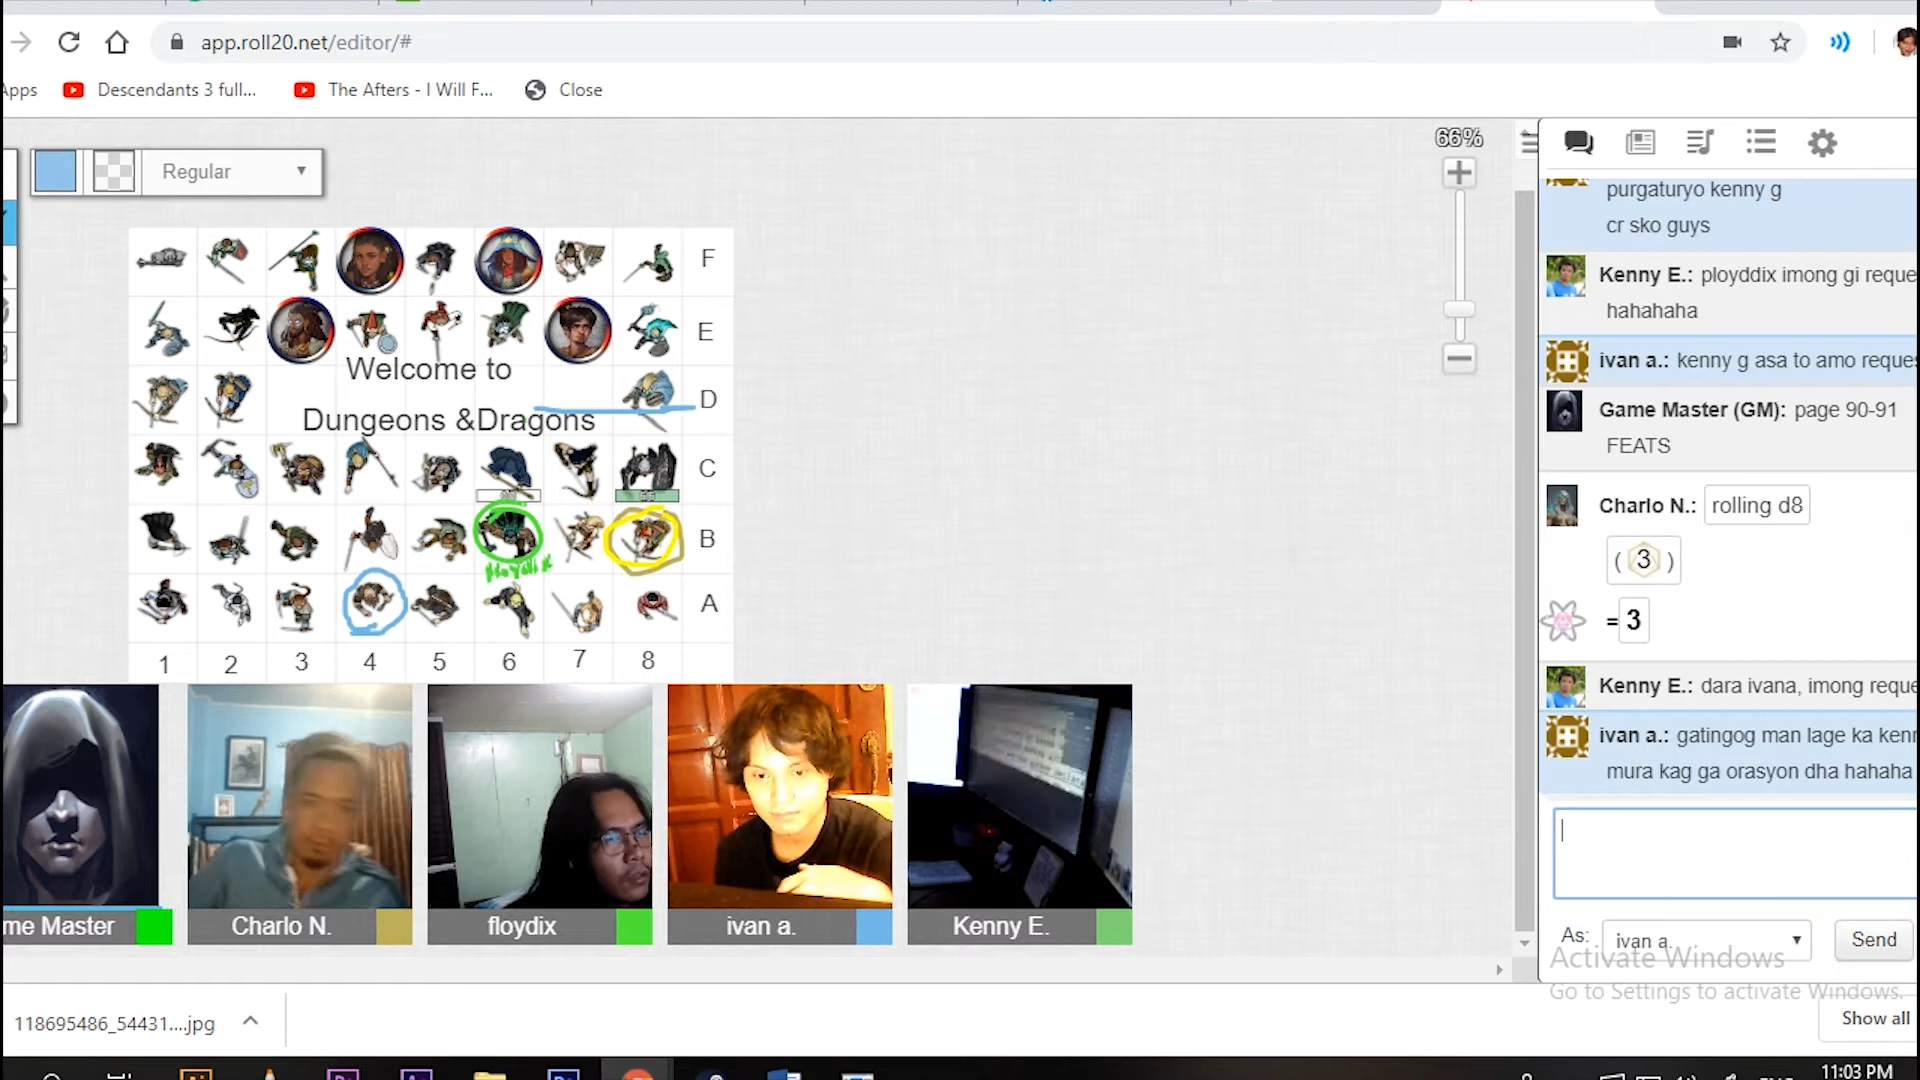 app.roll20.net/editor/#
Apps
Descendants 3 full...
The Afters - I Will F...
Close
66%
Regular
F
E
Welcome to
D
Dungeons &Dragons
C
B
floydix
A
1 2 3 4 5 6 7 8
me Master
Charlo N.
floydix
ivan a.
Kenny E.
purgaturyo kenny g
cr sko guys
Kenny E.: ployddix imong gi reque
hahahaha
ivan a.: kenny g asa to amo reques
Game Master (GM): page 90-91
FEATS
Charlo N.: rolling d8
( 3 )
= 3
Kenny E.: dara ivana, imong reque
ivan a.: gatingog man lage ka kenn
mura kag ga orasyon dha hahaha
As: ivan a.
Send
Activate Windows
Go to Settings to activate Windows.
118695486_54431....jpg
Show all
11:03 PM